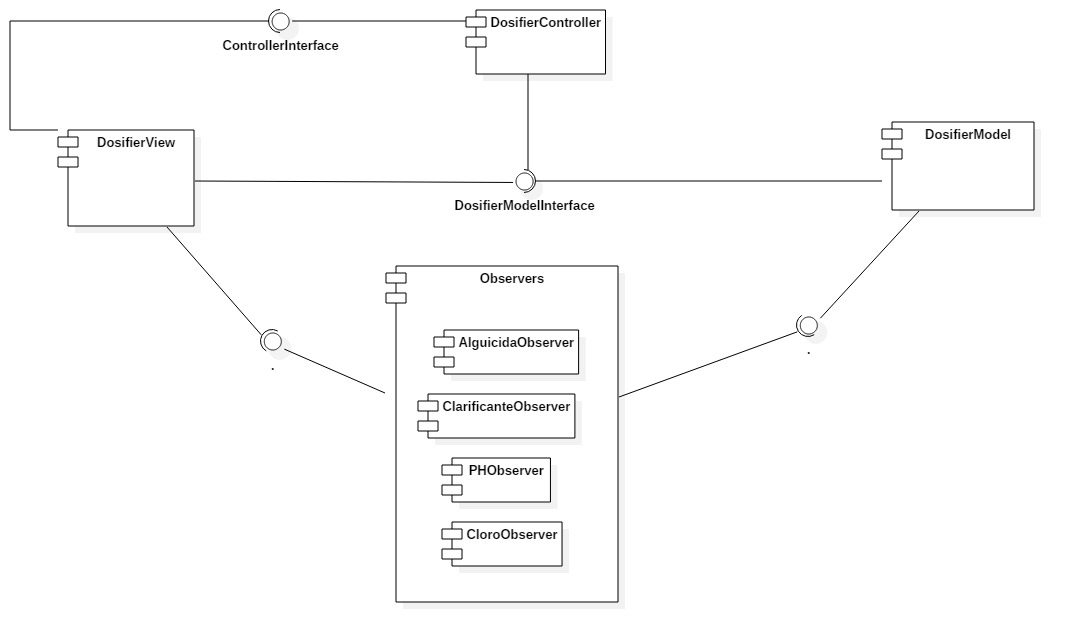 DosifierController
ControllerInterface
DosifierView
DosifierModel
DosifierModelInterface
Observers
AlguicidaObserver
.
.
ClarificanteObserver
PHObserver
CloroObserver